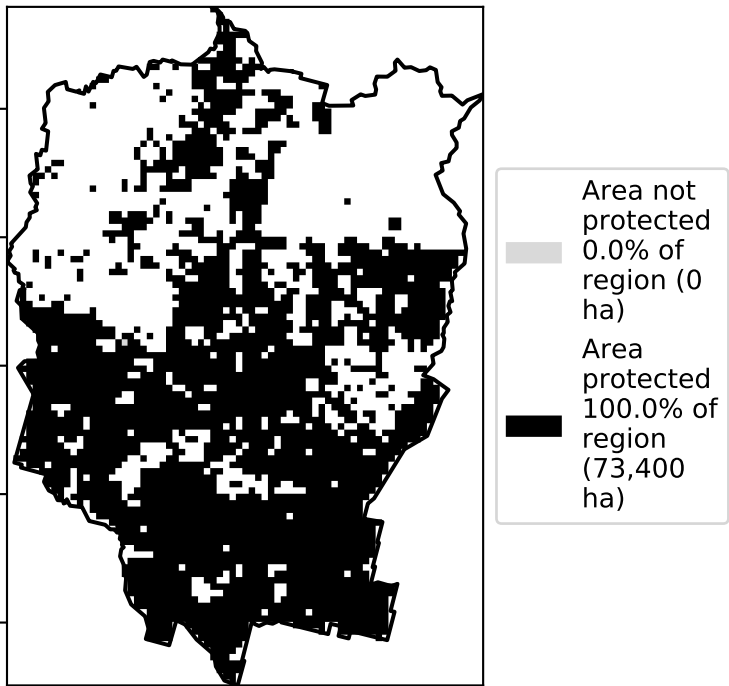 Area not
protected
0.0% of
region (0
ha)
Area
protected
100.0% of
region
(73,400
ha)